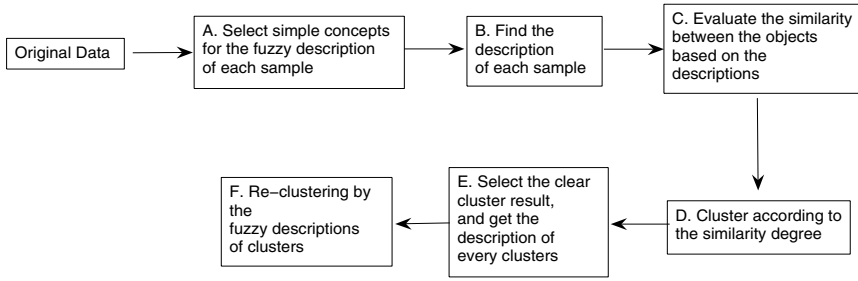 Original Data
A. Select simple concepts
for the fuzzy description
of each sample
B. Find the
description
of each sample
C. Evaluate the similarity
between the objects
based on the
descriptions
D. Cluster according to
the similarity degree
E. Select the clear
cluster result,
and get the
description of
every clusters
F. Re-clustering by
the
fuzzy descriptions
of clusters